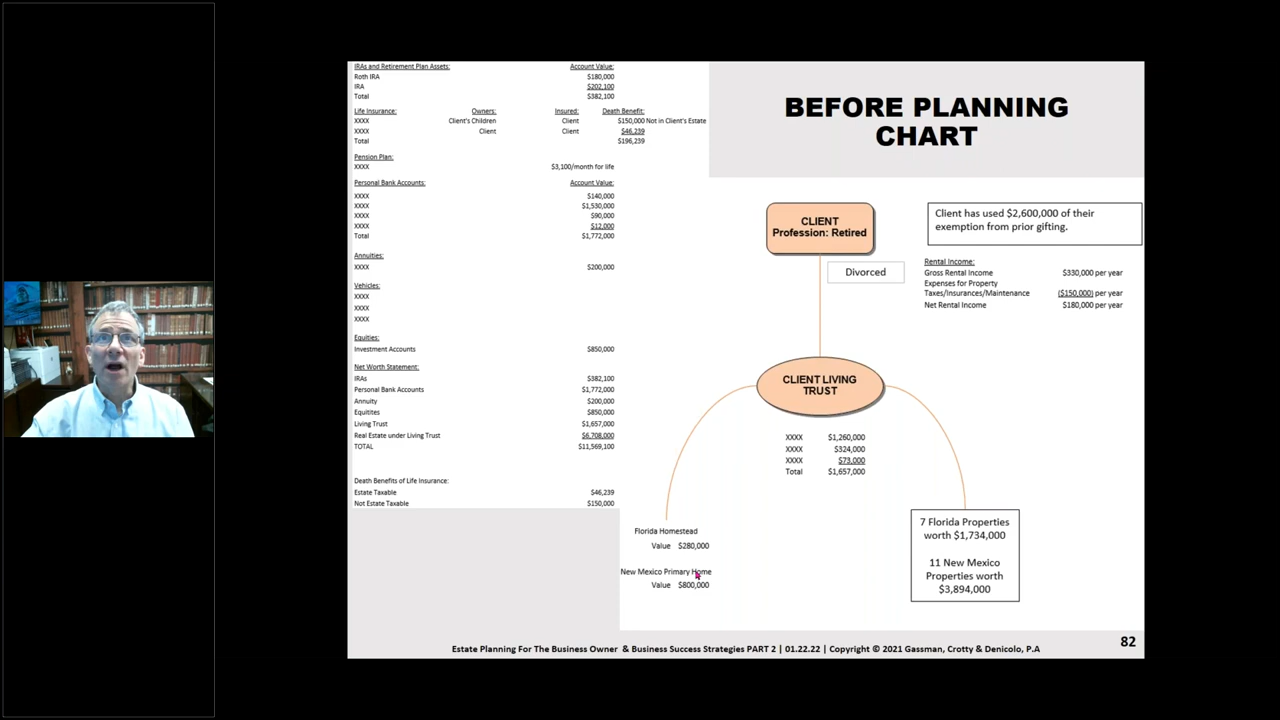 IRAs and Retirement Plan Assets: Account Value:
Roth IRA $180,000
IRA $202,100
Total $382,100
Life Insurance: Owners: Insured: Death Benefit:
XXXX Client's Children Client $150,000 Not in Client's Estate
XXXX Client Client $46,239
Total $196,239
Pension Plan:
XXXX $3,100/month for life
Personal Bank Accounts: Account Value:
XXXX $140,000
XXXX $1,530,000
XXXX $90,000
XXXX $12,000
Total $1,772,000
Annuities:
XXXX $200,000
Vehicles:
XXXX
XXXX
XXXX
Equities:
Investment Accounts $850,000
Net Worth Statement:
IRAs $382,100
Personal Bank Accounts $1,772,000
Annuity $200,000
Equitites $850,000
Living Trust $1,657,000
Real Estate under Living Trust $6,708,000
TOTAL $11,569,100
Death Benefits of Life Insurance:
Estate Taxable $46,239
Not Estate Taxable $150,000
BEFORE PLANNING
CHART
CLIENT
Profession: Retired
Divorced
Client has used $2,600,000 of their
exemption from prior gifting.
Rental Income:
Gross Rental Income $330,000 per year
Expenses for Property
Taxes/Insurances/Maintenance ($150,000) per year
Net Rental Income $180,000 per year
CLIENT LIVING
TRUST
XXXX $1,260,000
XXXX $324,000
XXXX $73,000
Total $1,657,000
Florida Homestead
Value $280,000
New Mexico Primary Home
Value $800,000
7 Florida Properties
worth $1,734,000
11 New Mexico
Properties worth
$3,894,000
Estate Planning For The Business Owner & Business Success Strategies PART 2 | 01.22.22 | Copyright © 2021 Gassman, Crotty & Denicolo, P.A
82